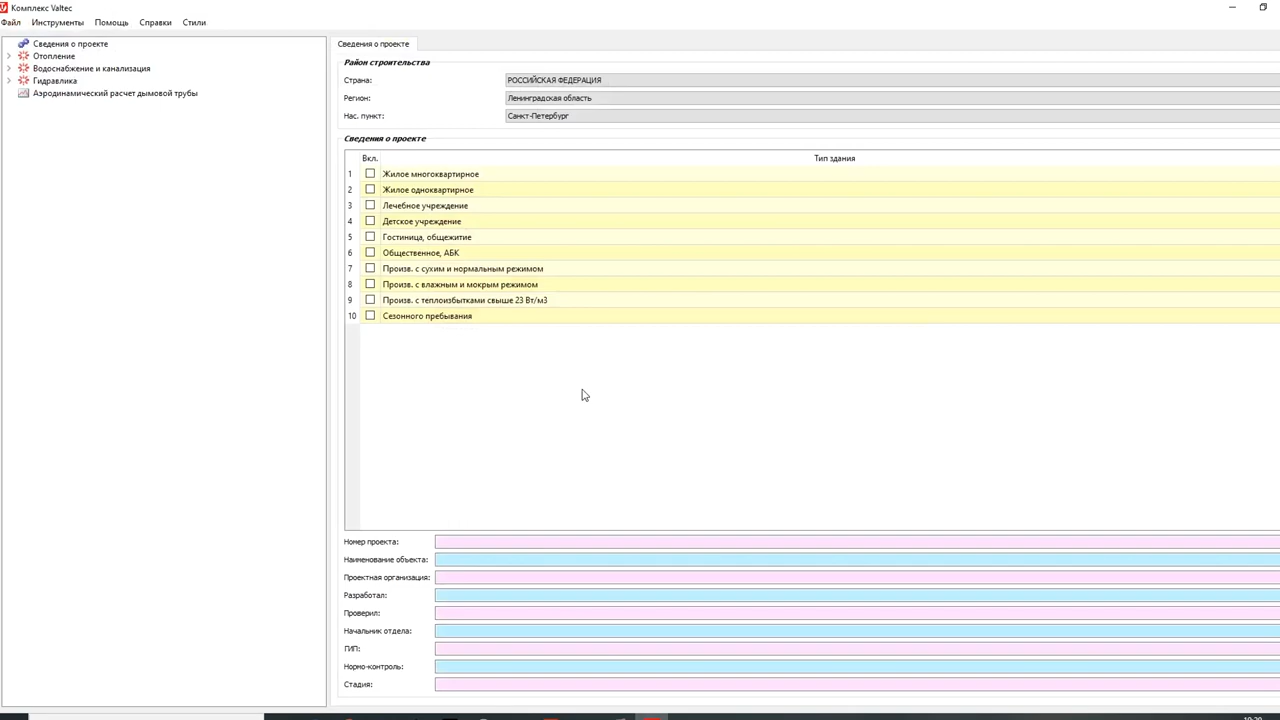 Комплекс Valtec
Файл Инструменты Помощь Справки Стили
Сведения о проекте
Отопление
Водоснабжение и канализация
Гидравлика
Аэродинамический расчет дымовой трубы
Сведения о проекте
Район строительства
Страна: РОССИЙСКАЯ ФЕДЕРАЦИЯ
Регион: Ленинградская область
Нас. пункт: Санкт-Петербург
Сведения о проекте
Вкл. Тип здания
1 Жилое многоквартирное
2 Жилое одноквартирное
3 Лечебное учреждение
4 Детское учреждение
5 Гостиница, общежитие
6 Общественное, АБК
7 Произв. с сухим и нормальным режимом
8 Произв. с влажным и мокрым режимом
9 Произв. с теплоизбытками свыше 23 Вт/м3
10 Сезонного пребывания
Номер проекта:
Наименование объекта:
Проектная организация:
Разработал:
Проверил:
Начальник отдела:
ГИП:
Нормо-контроль:
Стадия: